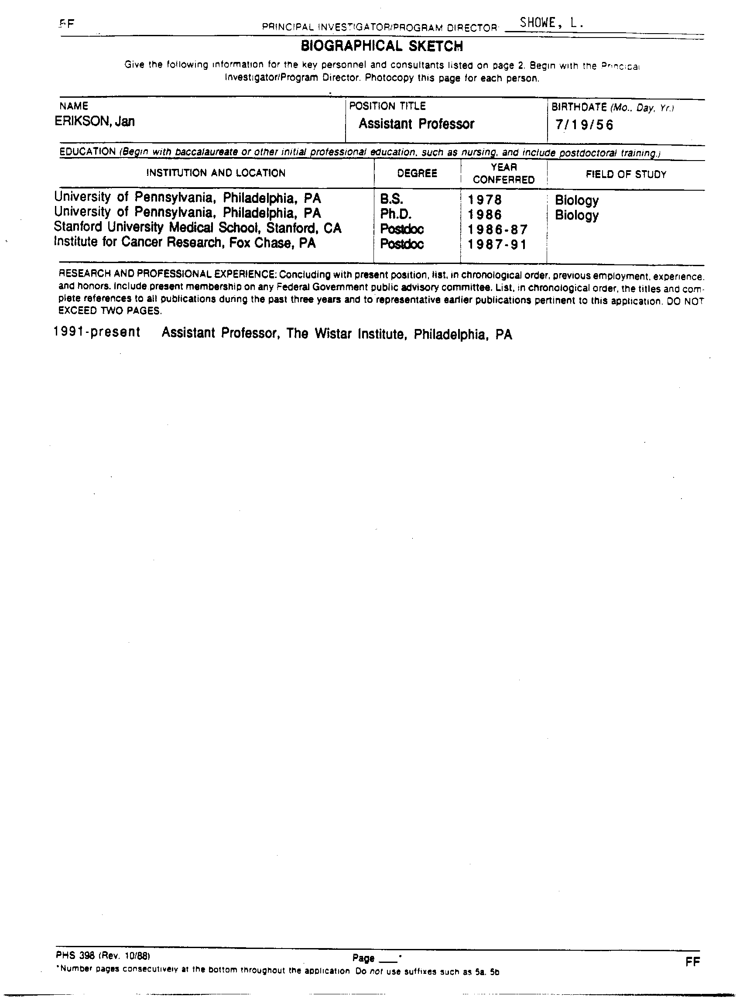 FF
PRINCIPAL INVESTIGATOR/PROGRAM DIRECTOR: SHOWE, L.
BIOGRAPHICAL SKETCH
Give the following information for the key personnel and consultants listed on page 2. Begin with the Principal
Investigator/Program Director. Photocopy this page for each person.
NAME POSITION TITLE BIRTHDATE (Mo., Day, Yr.)
ERIKSON, Jan Assistant Professor 7/19/56
EDUCATION (Begin with baccalaureate or other initial professional education, such as nursing, and include postdoctoral training.)
INSTITUTION AND LOCATION DEGREE YEAR CONFERRED FIELD OF STUDY
University of Pennsylvania, Philadelphia, PA B.S. 1978 Biology
University of Pennsylvania, Philadelphia, PA Ph.D. 1986 Biology
Stanford University Medical School, Stanford, CA Postdoc 1986-87
Institute for Cancer Research, Fox Chase, PA Postdoc 1987-91
RESEARCH AND PROFESSIONAL EXPERIENCE: Concluding with present position, list, in chronological order, previous employment, experience,
and honors. Include present membership on any Federal Government public advisory committee. List, in chronological order, the titles and com-
plete references to all publications during the past three years and to representative earlier publications pertinent to this application. DO NOT
EXCEED TWO PAGES.
1991-present Assistant Professor, The Wistar Institute, Philadelphia, PA
PHS 398 (Rev. 10/88) Page ___* FF
*Number pages consecutively at the bottom throughout the application. Do not use suffixes such as 5a, 5b